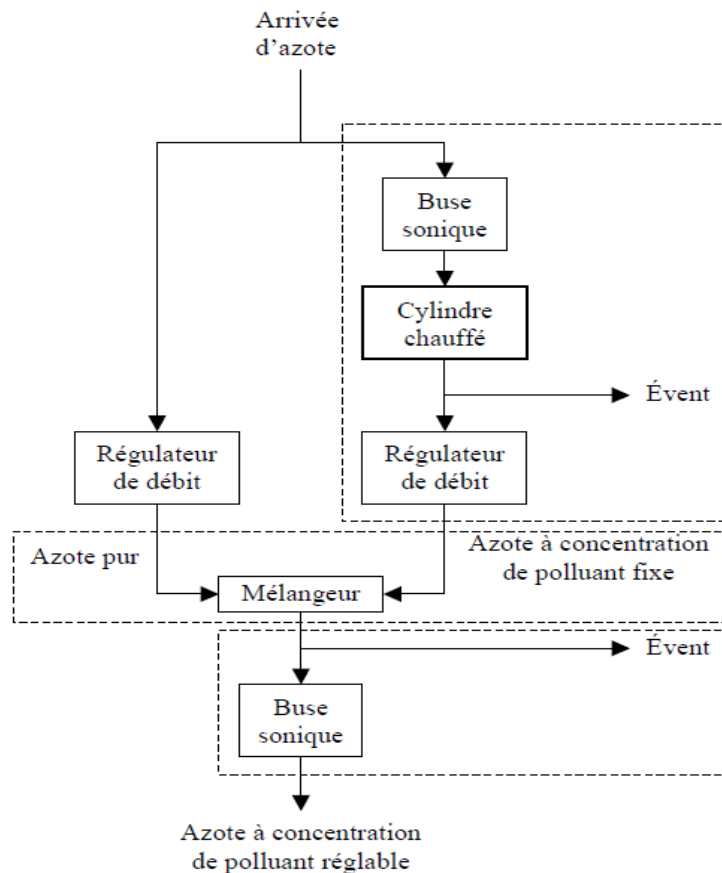 Arrivée
d’azote
Buse
sonique
Cylindre
chauffé
Évent
Régulateur
de débit
Régulateur
de débit
Azote pur
Azote à concentration
de polluant fixe
Mélangeur
Évent
Buse
sonique
Azote à concentration
de polluant réglable